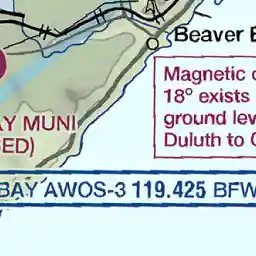 Beaver B
Magnetic
18° exists
ground lev
Duluth to
AY MUNI
SED)
BAY AWOS-3 119.425 BFW